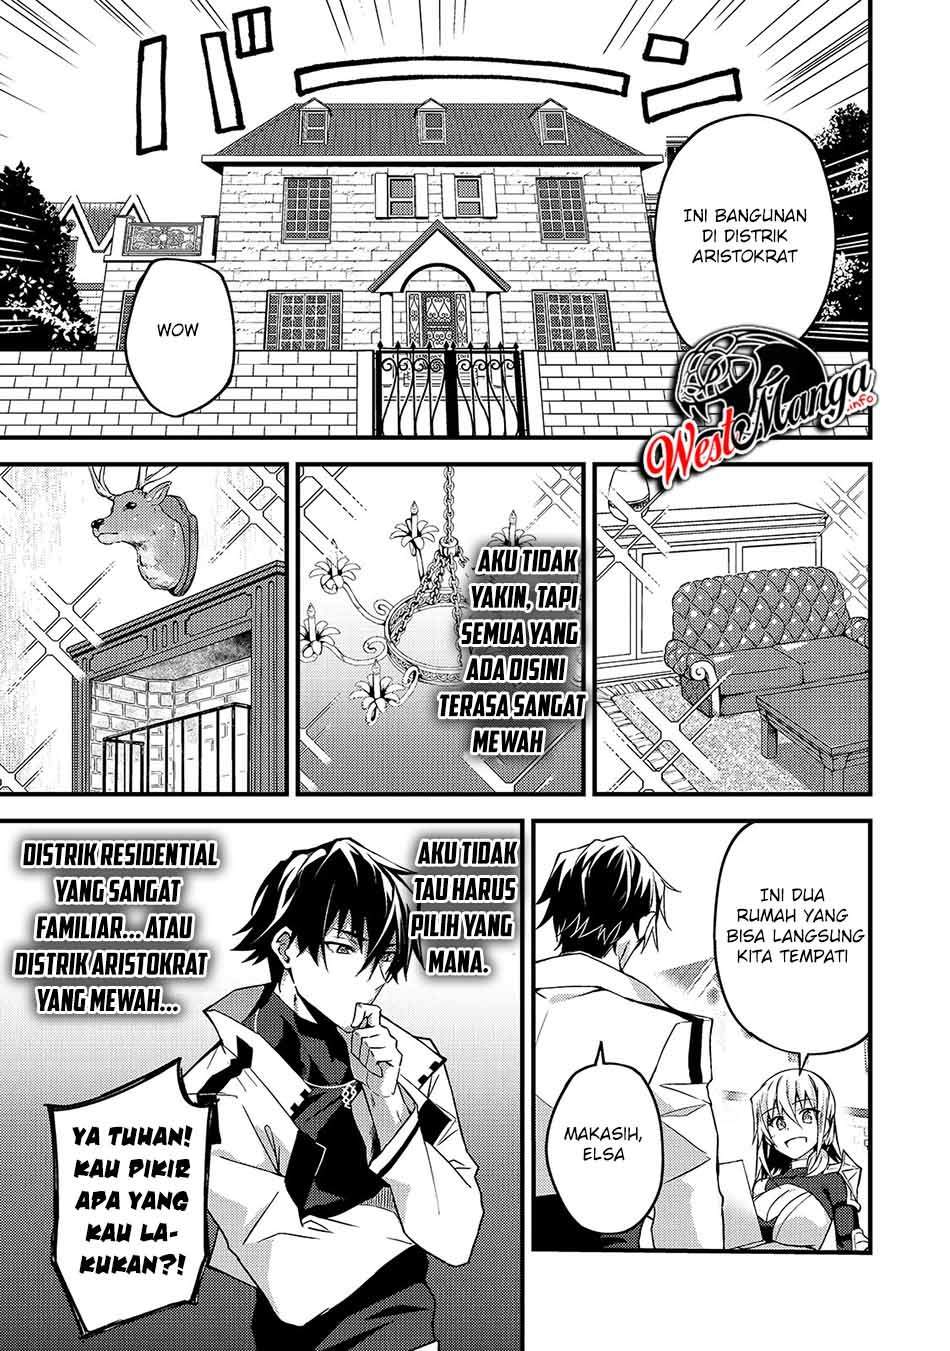 バーーン
INI BANGUNAN
DI DISTRIK
ARISTOKRAT
WOW
WestManga
.info
AKU TIDAK
YAKIN, TAPI
SEMUA YANG
ADA DISINI
TERASA SANGAT
MEWAH
INI DUA
RUMAH YANG
BISA LANGSUNG
KITA TEMPATI
MAKASIH,
ELSA
AKU TIDAK
TAU HARUS
PILIH YANG
MANA.
DISTRIK RESIDENTIAL
YANG SANGAT
FAMILIAR... ATAU
DISTRIK ARISTOKRAT
YANG MEWAH...
YA TUHAN!
KAU PIKIR
APA YANG
KAU LA-
KUKAN?!